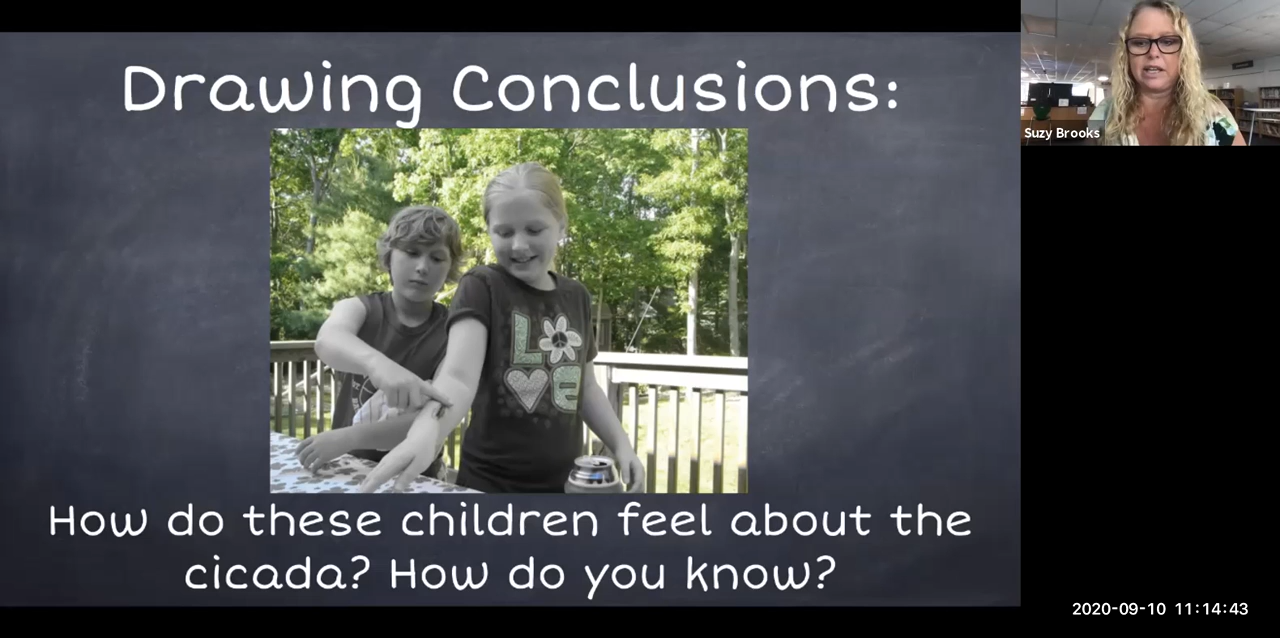 Drawing Conclusions:
Suzy Brooks
LOVE
How do these children feel about the
cicada? How do you know?
2020-09-10 11:14:43